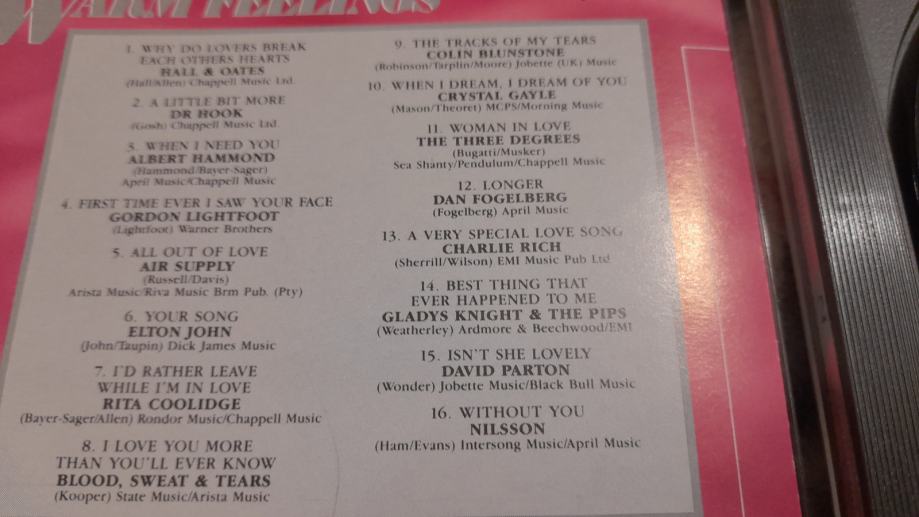 WARM FEELINGS
1. WHY DO LOVERS BREAK
EACH OTHERS HEARTS
HALL & OATES
(Hall/Allen) Chappell Music Ltd.
2. A LITTLE BIT MORE
DR HOOK
(Gosh) Chappell Music Ltd.
3. WHEN I NEED YOU
ALBERT HAMMOND
(Hammond/Bayer-Sager)
April Music/Chappell Music
4. FIRST TIME EVER I SAW YOUR FACE
GORDON LIGHTFOOT
(Lightfoot) Warner Brothers
5. ALL OUT OF LOVE
AIR SUPPLY
(Russell/Davis)
Arista Music/Riva Music Brm Pub. (Pty)
6. YOUR SONG
ELTON JOHN
(John/Taupin) Dick James Music
7. I'D RATHER LEAVE
WHILE I'M IN LOVE
RITA COOLIDGE
(Bayer-Sager/Allen) Rondor Music/Chappell Music
8. I LOVE YOU MORE
THAN YOU'LL EVER KNOW
BLOOD, SWEAT & TEARS
(Kooper) State Music/Arista Music
9. THE TRACKS OF MY TEARS
COLIN BLUNSTONE
(Robinson/Tarplin/Moore) Jobette (UK) Music
10. WHEN I DREAM, I DREAM OF YOU
CRYSTAL GAYLE
(Mason/Theoret) MCPS/Morning Music
11. WOMAN IN LOVE
THE THREE DEGREES
(Bugatti/Musker)
Sea Shanty/Pendulum/Chappell Music
12. LONGER
DAN FOGELBERG
(Fogelberg) April Music
13. A VERY SPECIAL LOVE SONG
CHARLIE RICH
(Sherrill/Wilson) EMI Music Pub Ltd
14. BEST THING THAT
EVER HAPPENED TO ME
GLADYS KNIGHT & THE PIPS
(Weatherley) Ardmore & Beechwood/EMI
15. ISN'T SHE LOVELY
DAVID PARTON
(Wonder) Jobette Music/Black Bull Music
16. WITHOUT YOU
NILSSON
(Ham/Evans) Intersong Music/April Music